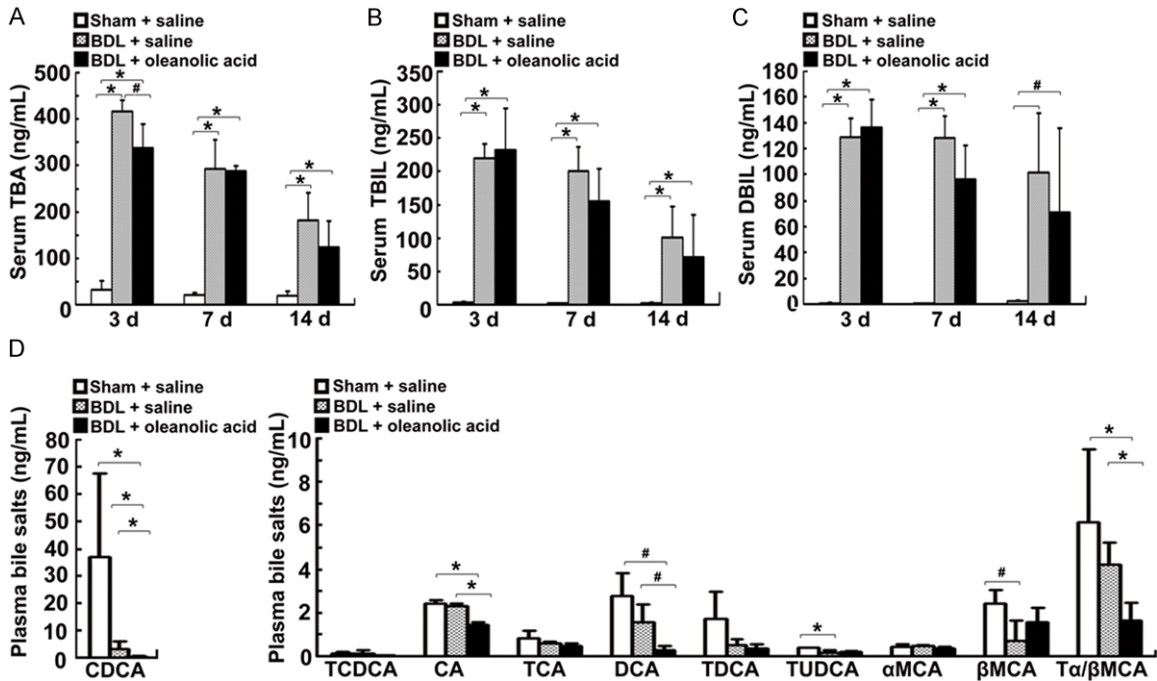 A
Sham + saline
BDL + saline
BDL + oleanolic acid
Serum TBA (ng/mL)
500
400
300
200
100
0
* * #
* *
* *
3 d 7 d 14 d
B
Sham + saline
BDL + saline
BDL + oleanolic acid
Serum TBIL (ng/mL)
350
300
250
200
150
100
50
0
* *
* *
* *
3 d 7 d 14 d
C
Sham + saline
BDL + saline
BDL + oleanolic acid
Serum DBIL (ng/mL)
180
160
140
120
100
80
60
40
20
0
* *
* *
#
3 d 7 d 14 d
D
Sham + saline
BDL + saline
BDL + oleanolic acid
Plasma bile salts (ng/mL)
80
70
60
50
40
30
20
10
0
*
*
*
CDCA
Sham + saline
BDL + saline
BDL + oleanolic acid
Plasma bile salts (ng/mL)
10
8
6
4
2
0
* *
# #
*
#
* *
TCDCA CA TCA DCA TDCA TUDCA αMCA βMCA Tα/βMCA